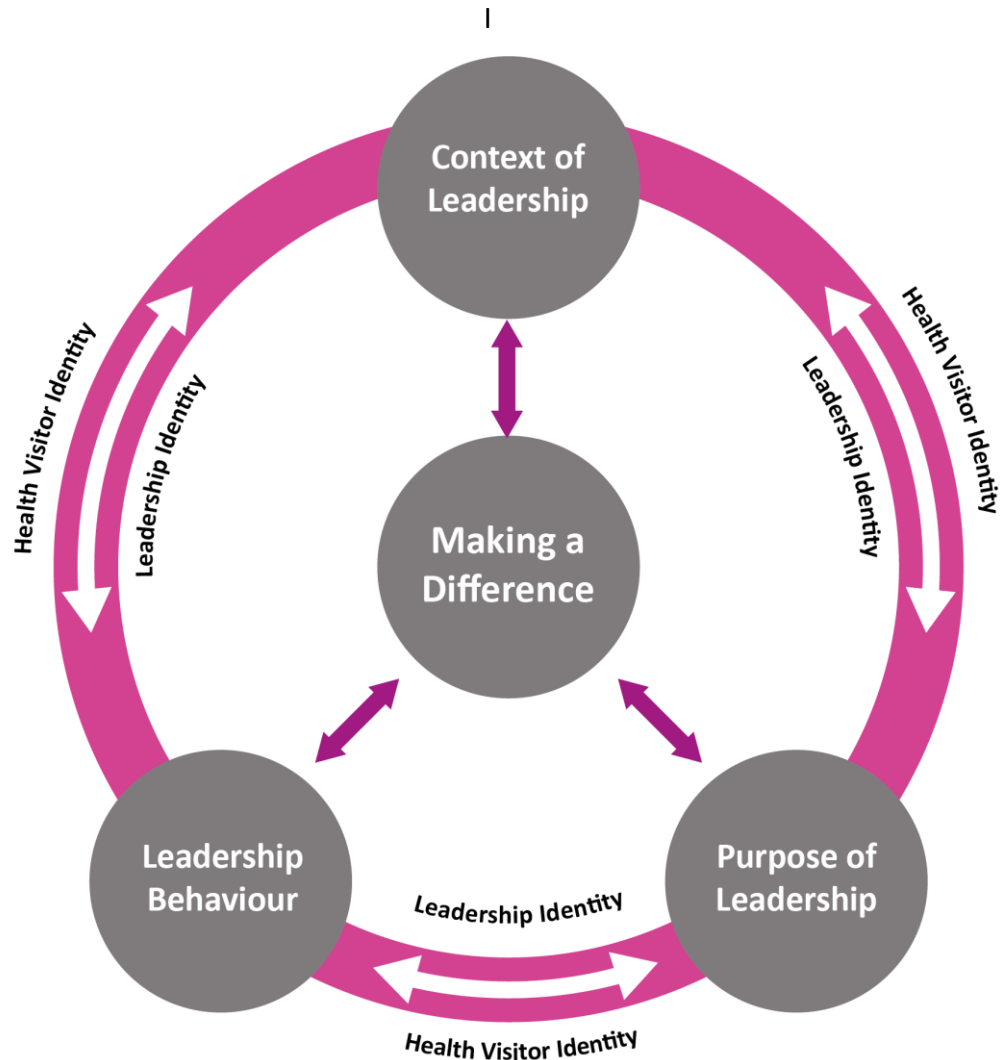 I
Context of
Leadership
Health Visitor Identity
Leadership Identity
Leadership Identity
Health Visitor Identity
Making a
Difference
Leadership
Behaviour
Purpose of
Leadership
Leadership Identity
Health Visitor Identity